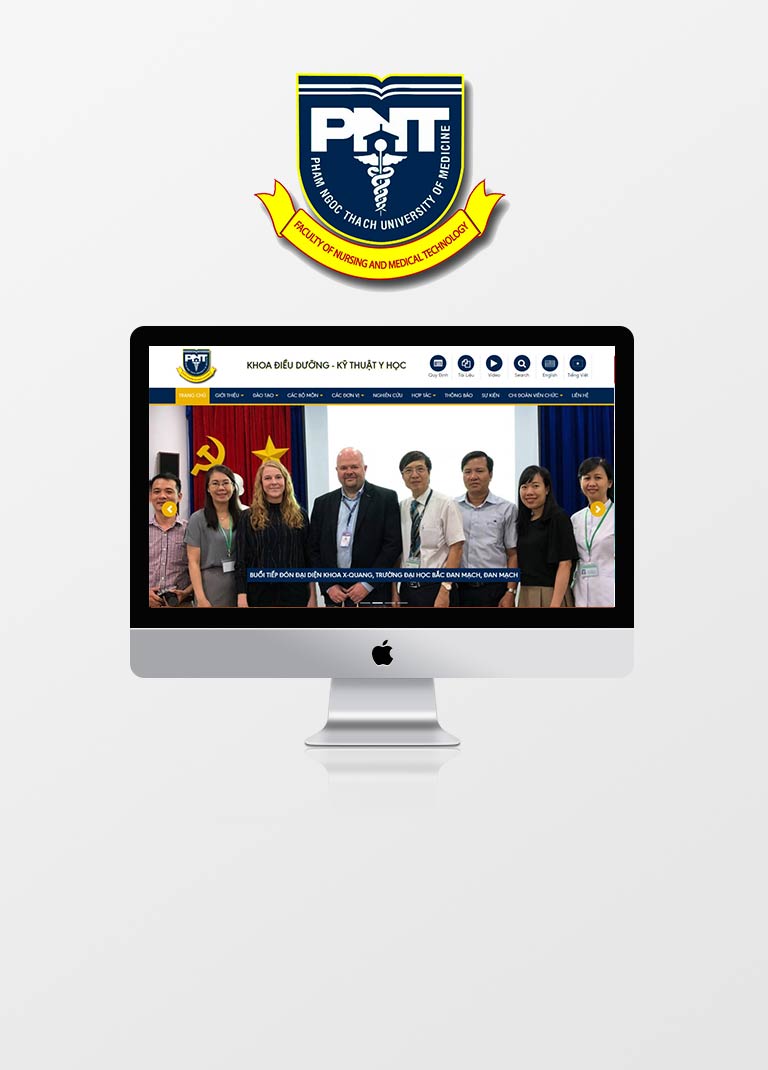 PNT
PHAM NGOC THACH UNIVERSITY OF MEDICINE
FACULTY OF NURSING AND MEDICAL TECHNOLOGY
PNT
KHOA ĐIỀU DƯỠNG - KỸ THUẬT Y HỌC
Quy Định Tài Liệu Video Search English Tiếng Việt
TRANG CHỦ GIỚI THIỆU ĐÀO TẠO CÁC BỘ MÔN CÁC ĐƠN VỊ NGHIÊN CỨU HỢP TÁC THÔNG BÁO SỰ KIỆN CHI ĐOÀN VIÊN CHỨC LIÊN HỆ
BUỔI TIẾP ĐÓN ĐẠI DIỆN KHOA X-QUANG, TRƯỜNG ĐẠI HỌC BẮC ĐAN MẠCH, ĐAN MẠCH